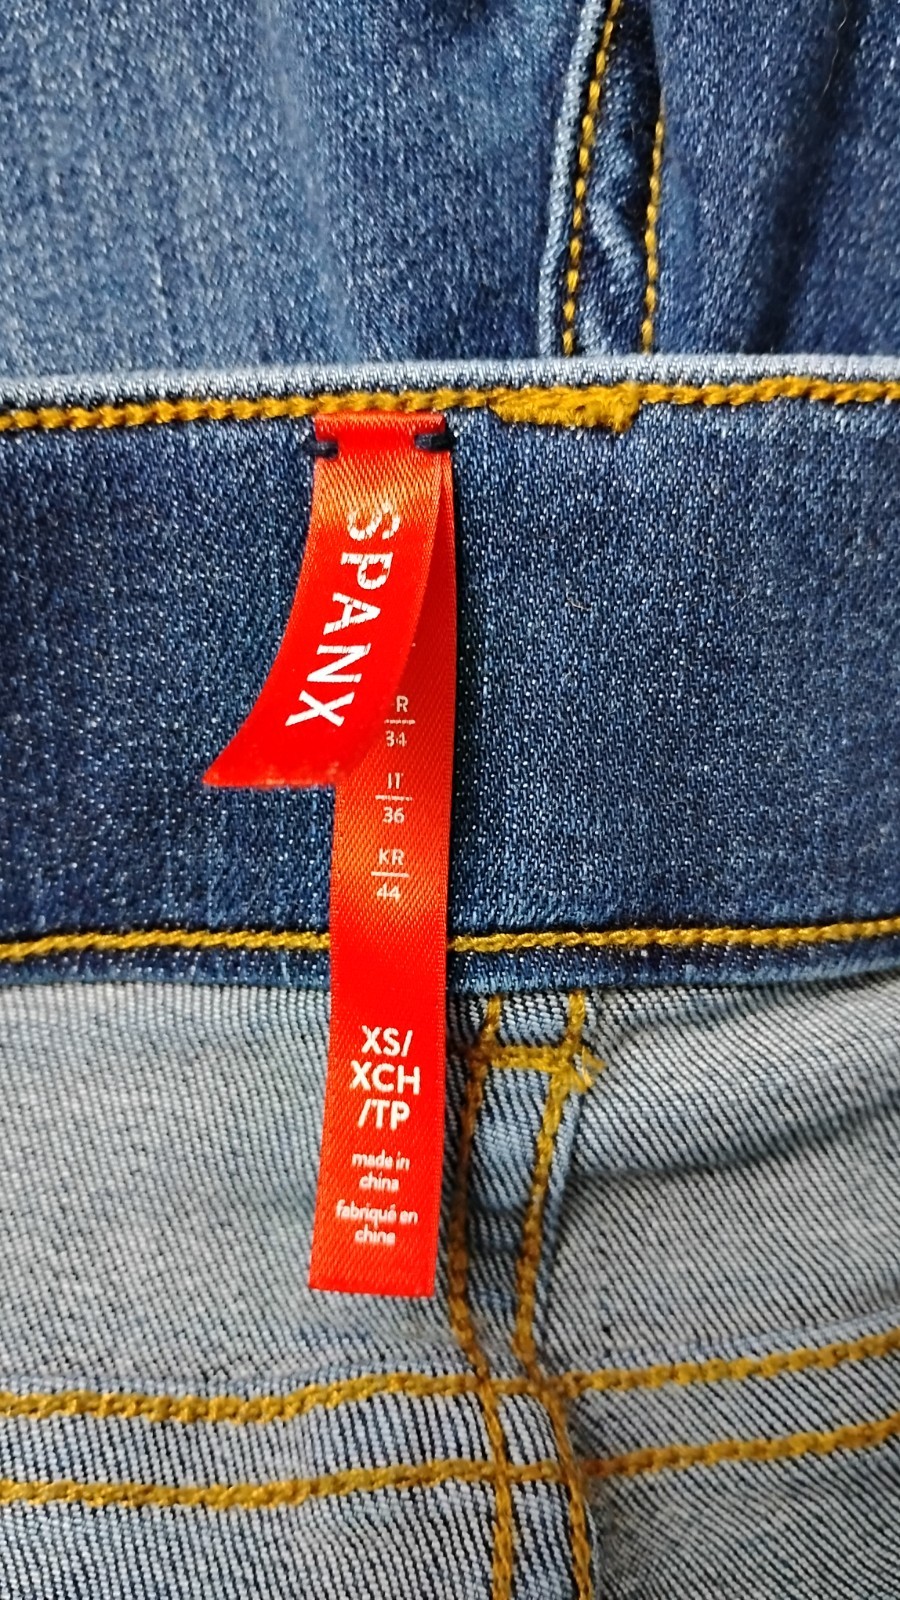 SPANX
R
34
IT
36
KR
44
XS/
XCH
/TP
made in
china
fabriqué en
chine